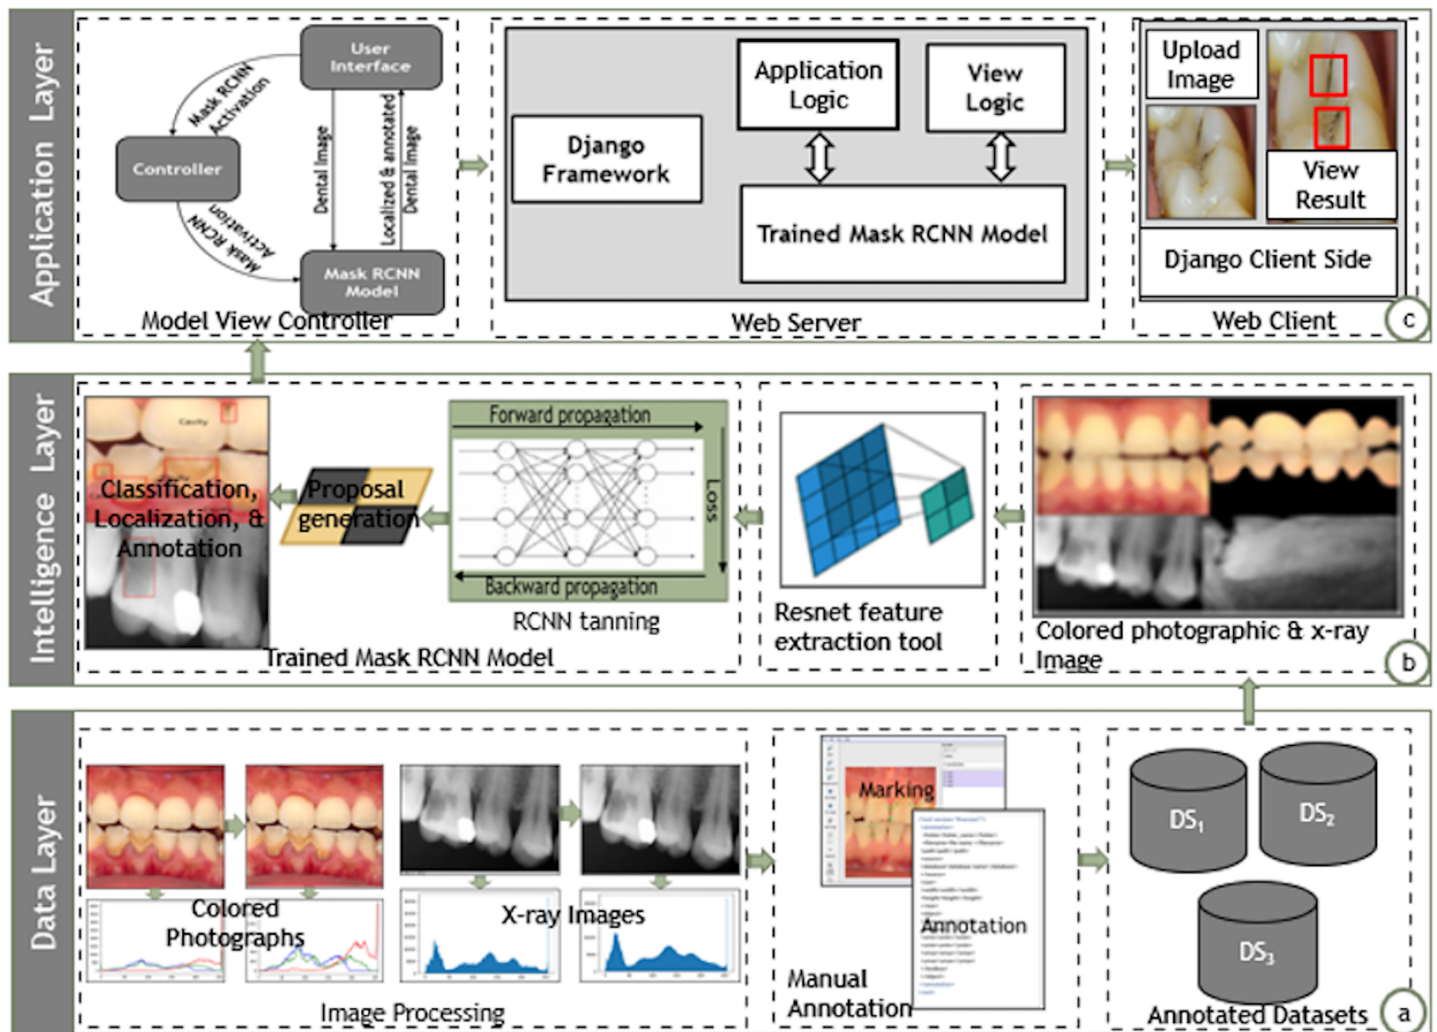 Application Layer
User
Interface
Mask RCNN
Activation
Controller
Mask RCNN
Activation
Dental Image
Localized & annotated
Dental Image
Mask RCNN
Model
Model View Controller
Django
Framework
Application
Logic
View
Logic
Trained Mask RCNN Model
Web Server
Upload
Image
View
Result
Django Client Side
Web Client
c
Intelligence Layer
Cavity
Classification,
Localization, &
Annotation
Proposal
generation
Forward propagation
Loss
Backward propagation
RCNN tanning
Trained Mask RCNN Model
Resnet feature
extraction tool
Colored photographic & x-ray
Image
b
Data Layer
Colored
Photographs
X-ray Images
Image Processing
Marking
Annotation
Manual
Annotation
DS1
DS2
DS3
Annotated Datasets
a